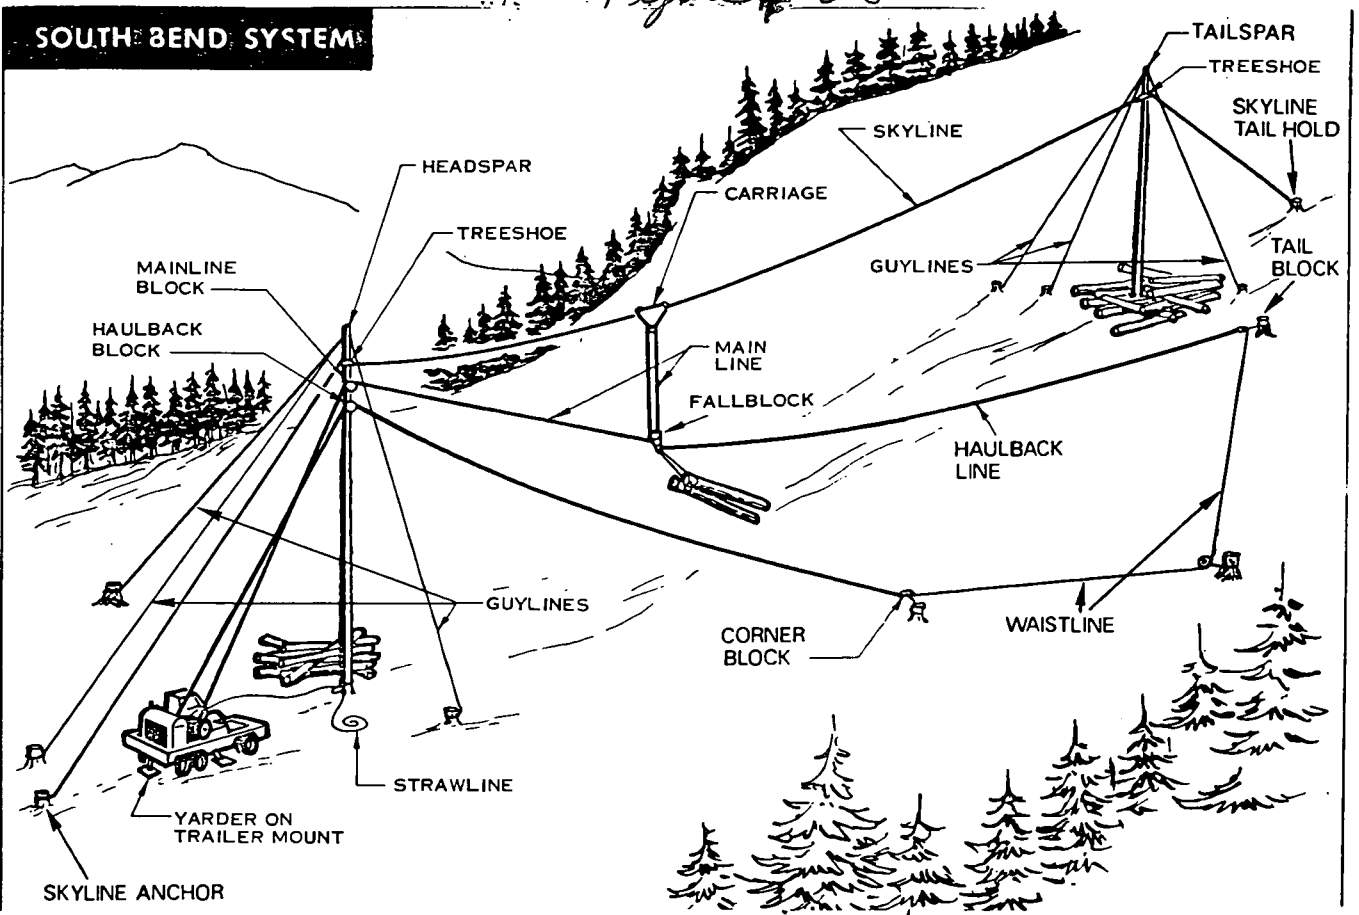 SOUTH BEND SYSTEM
TAILSPAR
TREESHOE
SKYLINE
TAIL HOLD
SKYLINE
HEADSPAR
CARRIAGE
TREESHOE
MAINLINE
BLOCK
GUYLINES
TAIL
BLOCK
HAULBACK
BLOCK
MAIN
LINE
FALLBLOCK
HAULBACK
LINE
GUYLINES
CORNER
BLOCK
WAISTLINE
STRAWLINE
YARDER ON
TRAILER MOUNT
SKYLINE ANCHOR